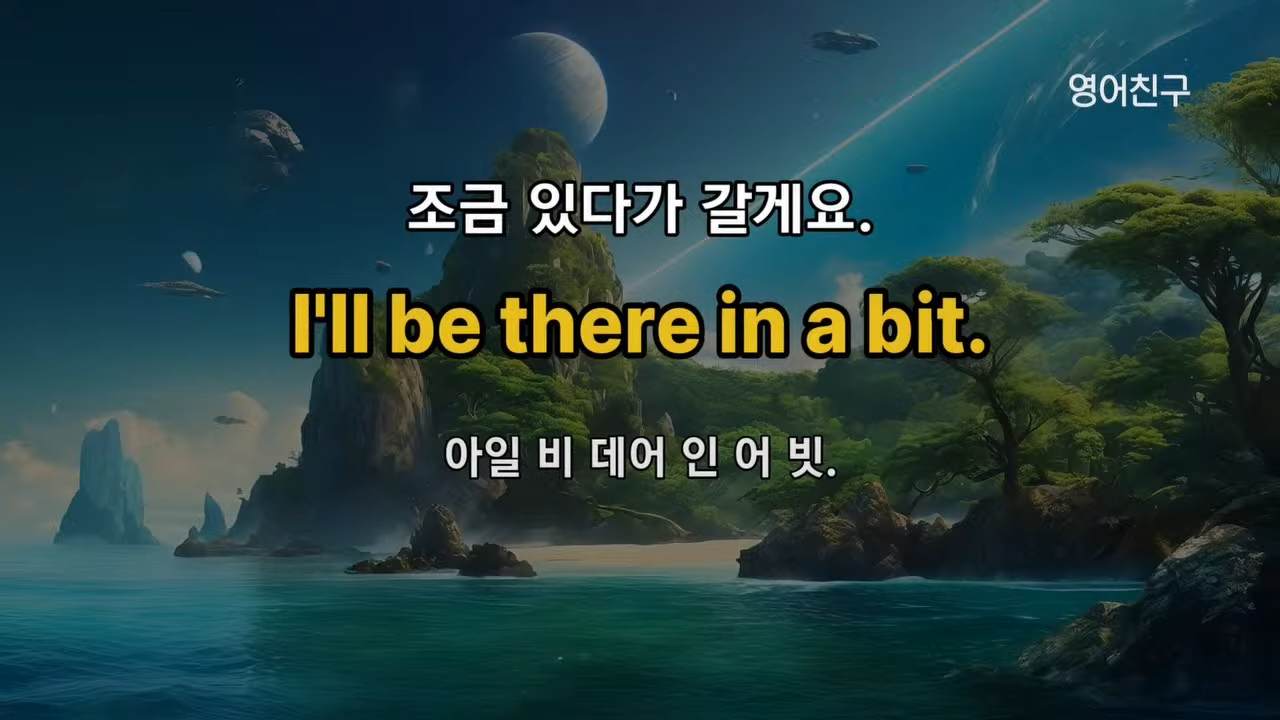 영어친구
조금 있다가 갈게요.
I'll be there in a bit.
아일 비 데어 인 어 빗.